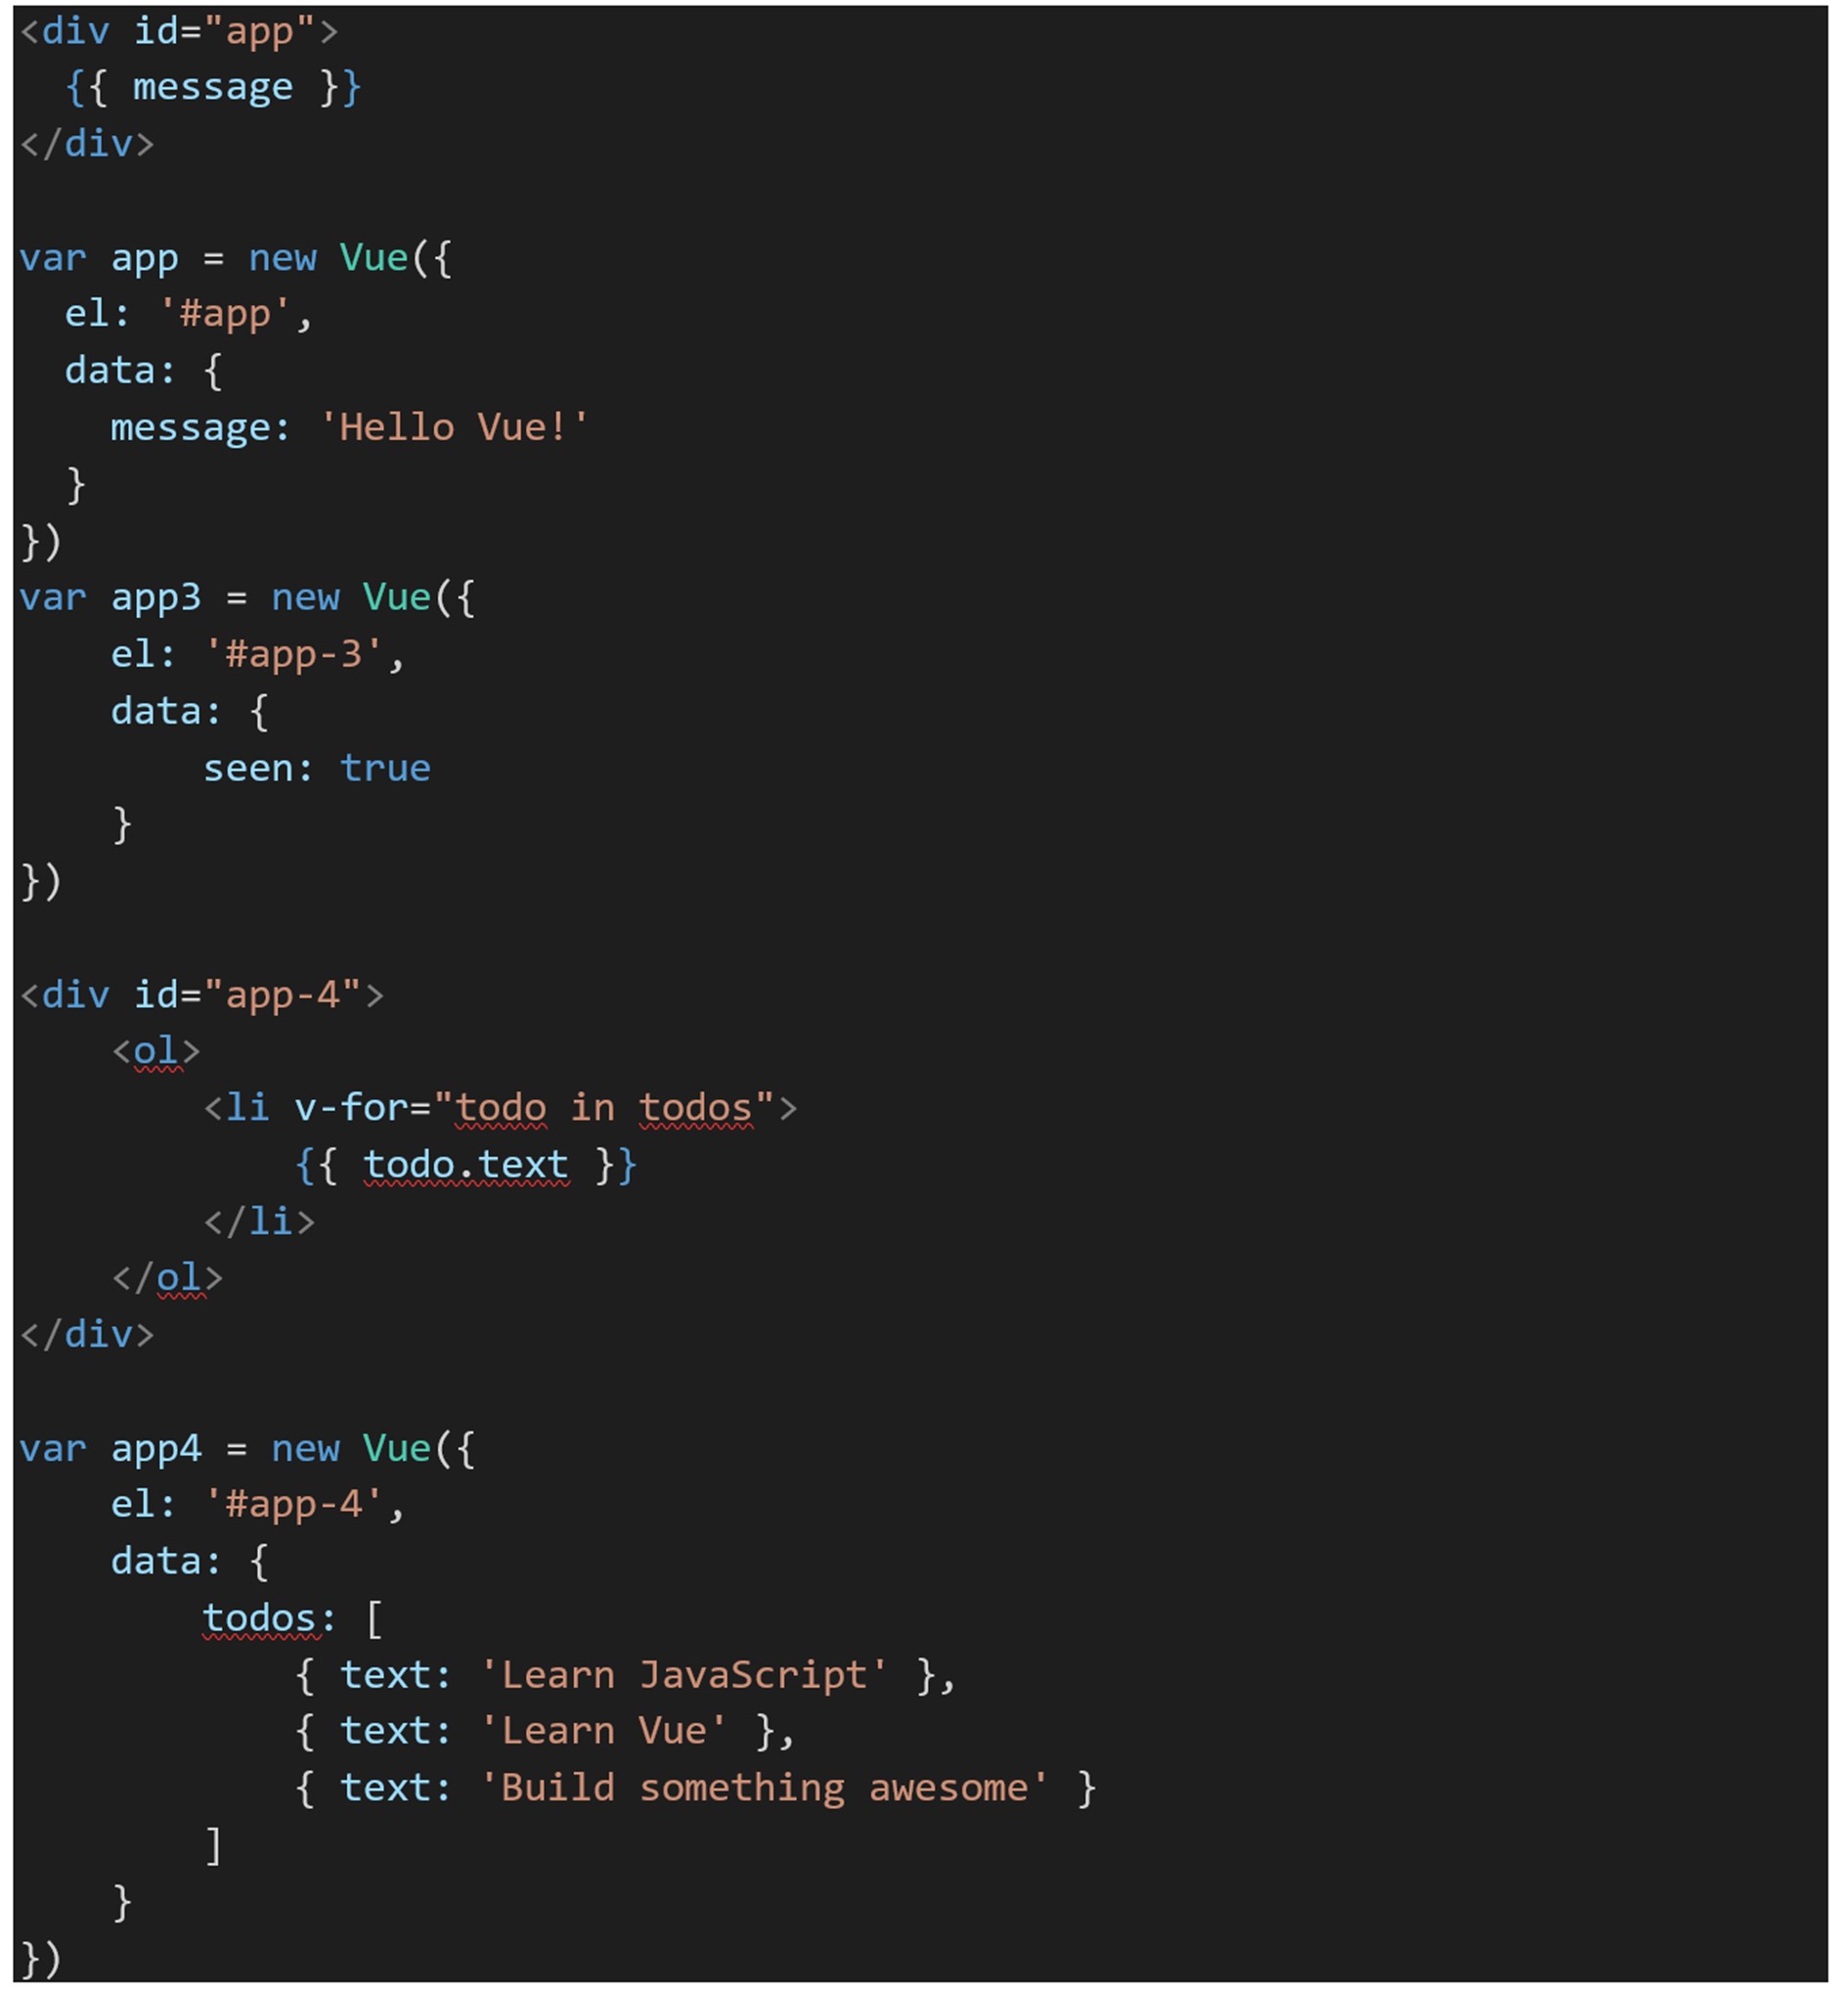 <div id="app">
  {{ message }}
</div>

var app = new Vue({
  el: '#app',
  data: {
    message: 'Hello Vue!'
  }
})
var app3 = new Vue({
    el: '#app-3',
    data: {
        seen: true
    }
})

<div id="app-4">
    <ol>
        <li v-for="todo in todos">
            {{ todo.text }}
        </li>
    </ol>
</div>

var app4 = new Vue({
    el: '#app-4',
    data: {
        todos: [
            { text: 'Learn JavaScript' },
            { text: 'Learn Vue' },
            { text: 'Build something awesome' }
        ]
    }
})